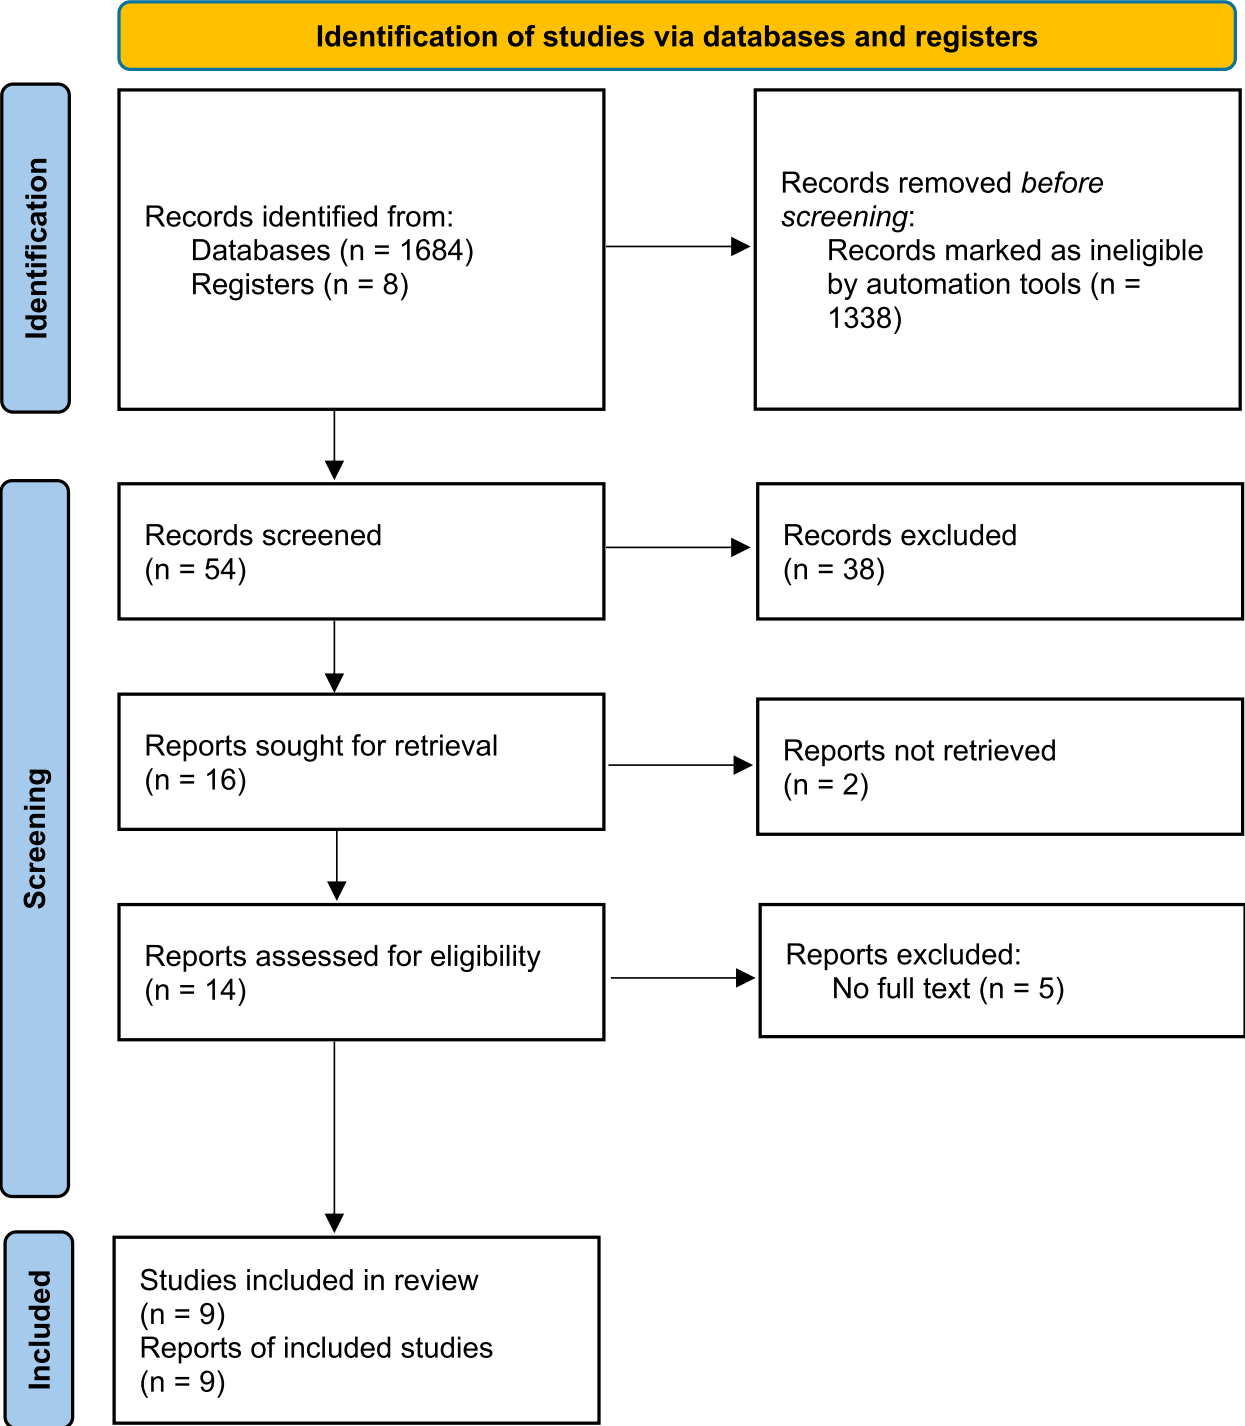 Identification of studies via databases and registers
Identification
Records identified from:
Databases (n = 1684)
Registers (n = 8)
Records removed before
screening:
Records marked as ineligible
by automation tools (n =
1338)
Screening
Records screened
(n = 54)
Records excluded
(n = 38)
Reports sought for retrieval
(n = 16)
Reports not retrieved
(n = 2)
Reports assessed for eligibility
(n = 14)
Reports excluded:
No full text (n = 5)
Included
Studies included in review
(n = 9)
Reports of included studies
(n = 9)